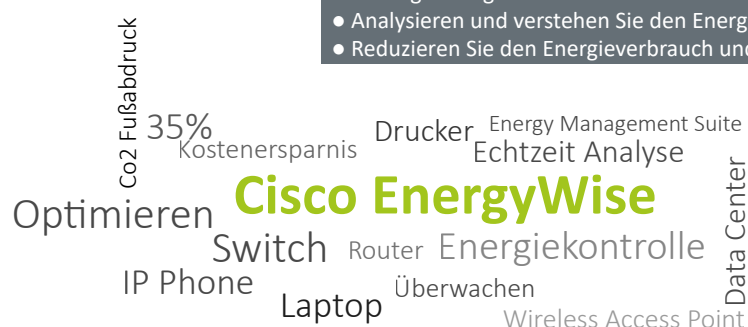 ● Analysieren und verstehen Sie den Energ
● Reduzieren Sie den Energieverbrauch und
Co2 Fußabdruck
35%
Kostenersparnis
Drucker
Energy Management Suite
Echtzeit Analyse
Optimieren
Cisco EnergyWise
Data Center
Switch
Router
Energiekontrolle
IP Phone
Überwachen
Laptop
Wireless Access Point